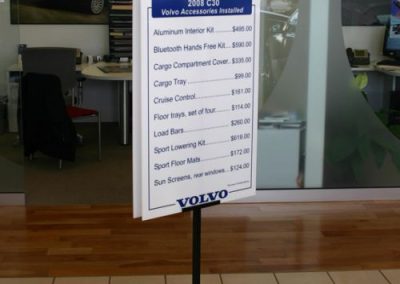 2008 C30
Volvo Accessories Installed
Aluminum Interior Kit $495.00
Bluetooth Hands Free Kit $590.00
Cargo Compartment Cover $335.00
Cargo Tray $99.00
Cruise Control $161.00
Floor trays, set of four $114.00
Load Bars $260.00
Sport Lowering Kit $619.00
Sport Floor Mats $172.00
Sun Screens, rear windows $124.00
VOLVO